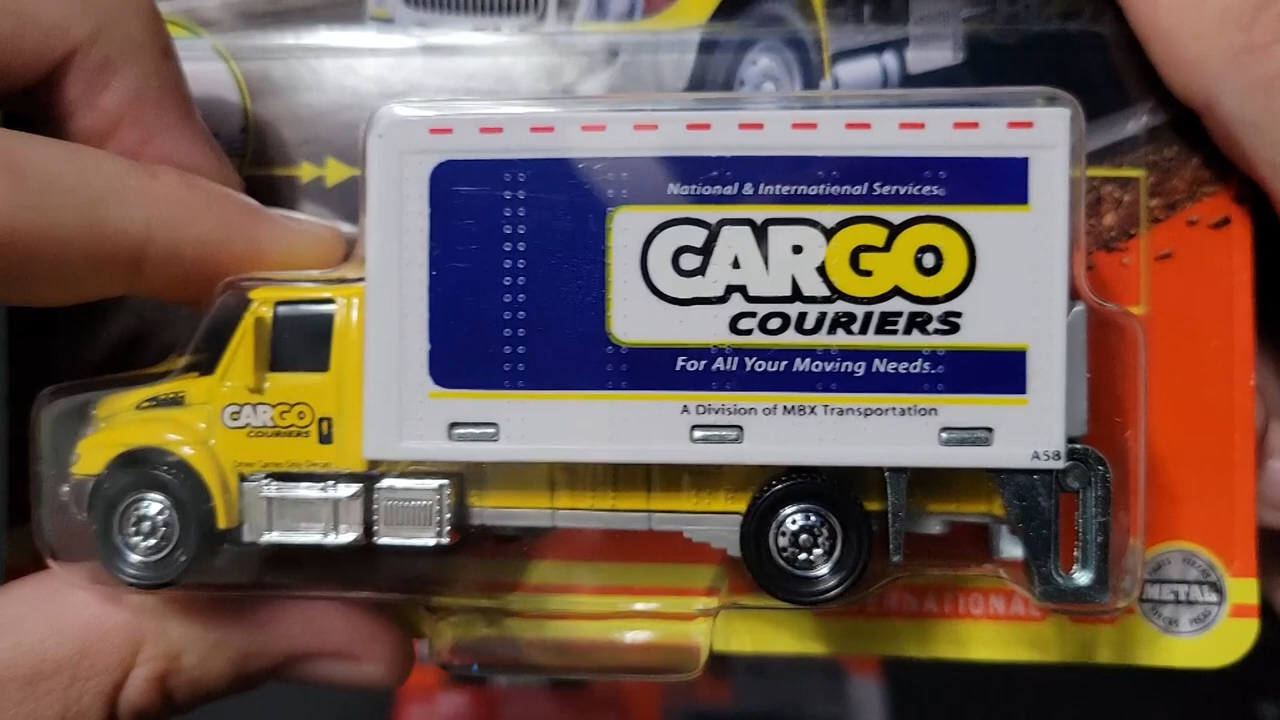 National & International Services
CARGO
COURIERS
For All Your Moving Needs.
A Division of MBX Transportation
A58
CARGO
COURIERS
METAL